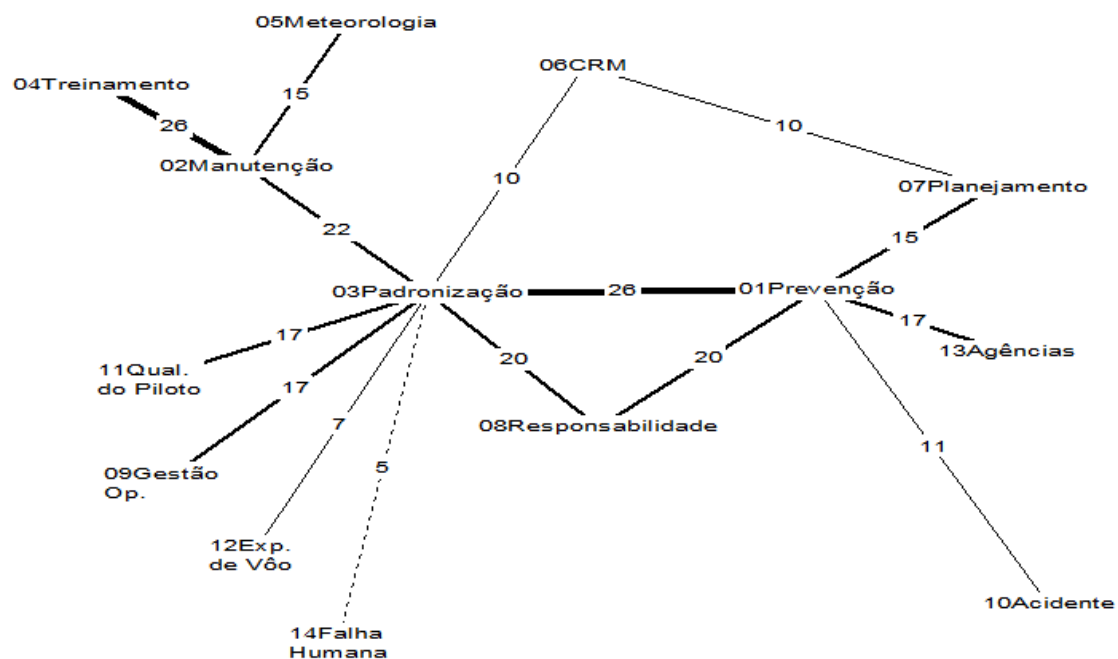 05Meteorologia
06CRM
04Treinamento
15
26
10
02Manutenção
10
07Planejamento
22
15
03Padronização
26
01Prevenção
17
17
13Agências
11Qual.
do Piloto
20
20
17
7
08Responsabilidade
11
09Gestão
Op.
5
12Exp.
de Vôo
10Acidente
14Falha
Humana